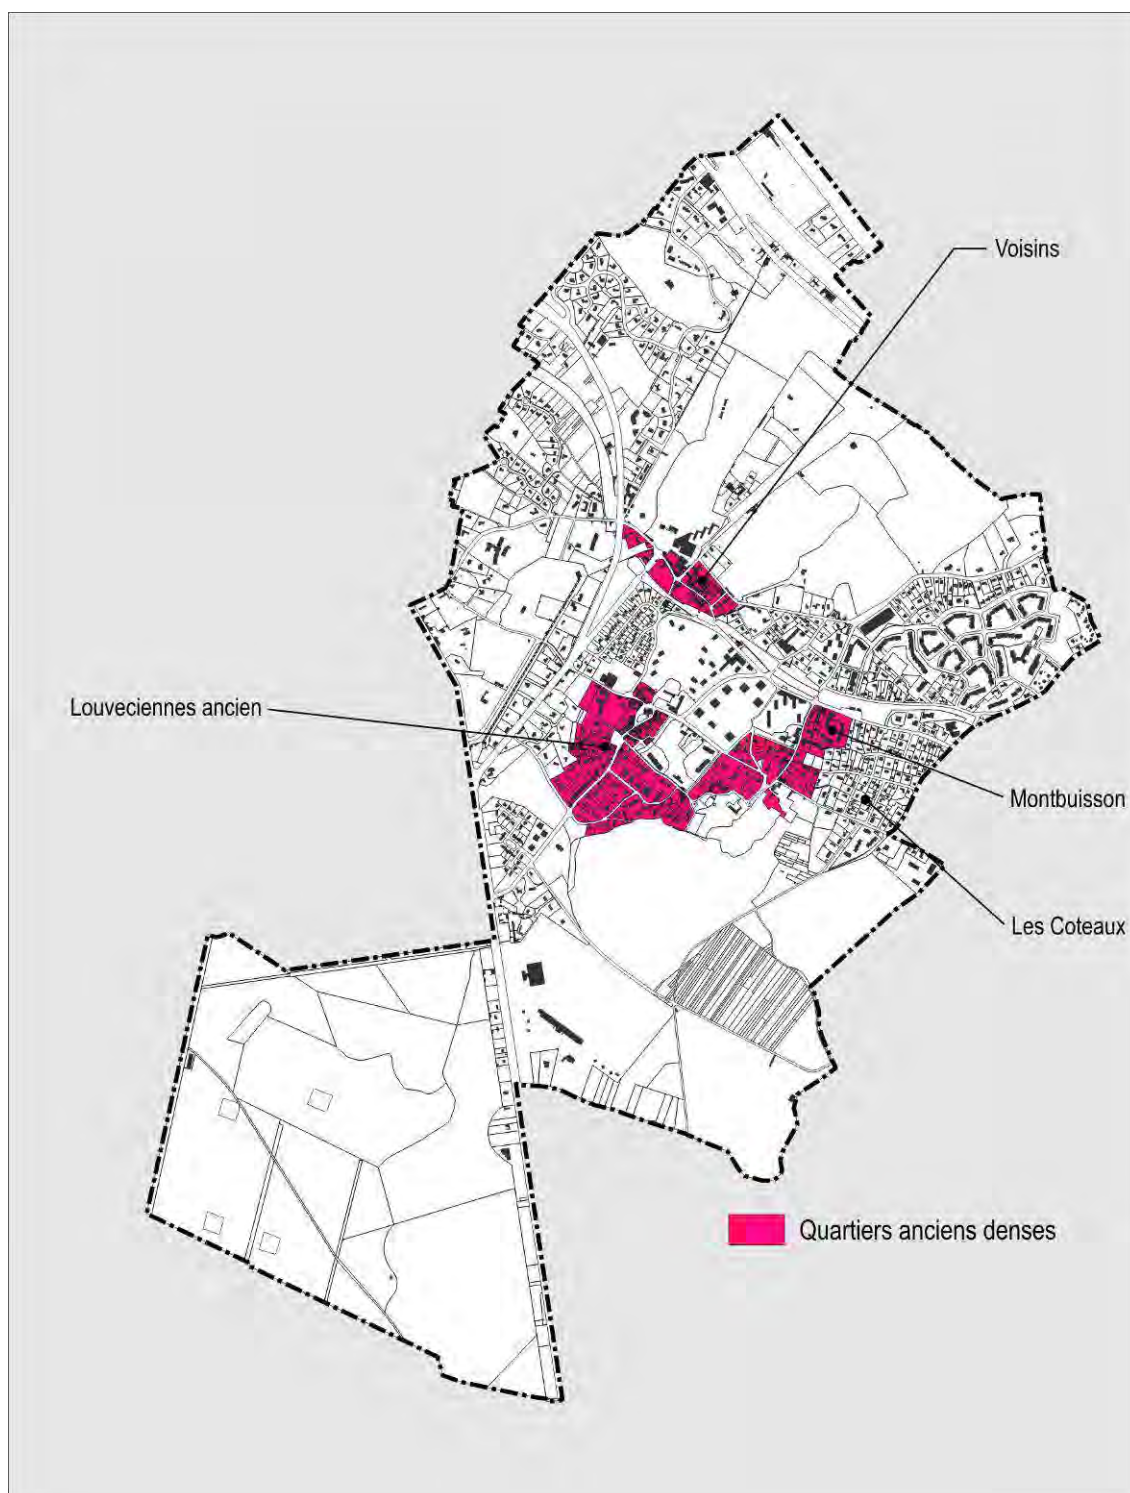 Voisins
Louveciennes ancien
Montbuisson
Les Coteaux
Quartiers anciens denses